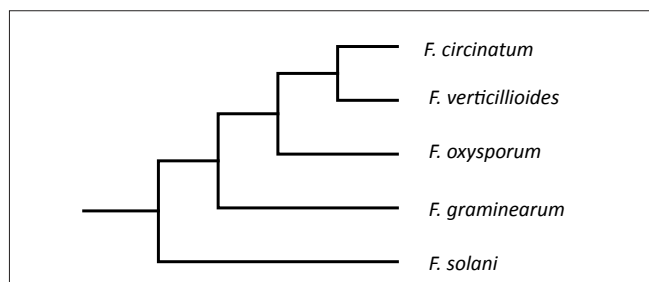 F. circinatum
F. verticillioides
F. oxysporum
F. graminearum
F. solani